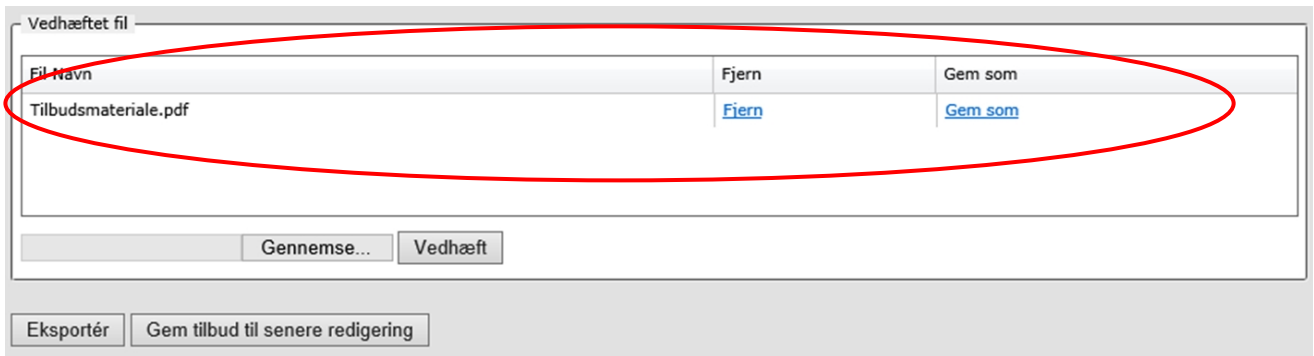 Vedhæftet fil
Fil Navn Fjern Gem som
Tilbudsmateriale.pdf Fjern Gem som
Gennemse... Vedhæft
Eksportér Gem tilbud til senere redigering